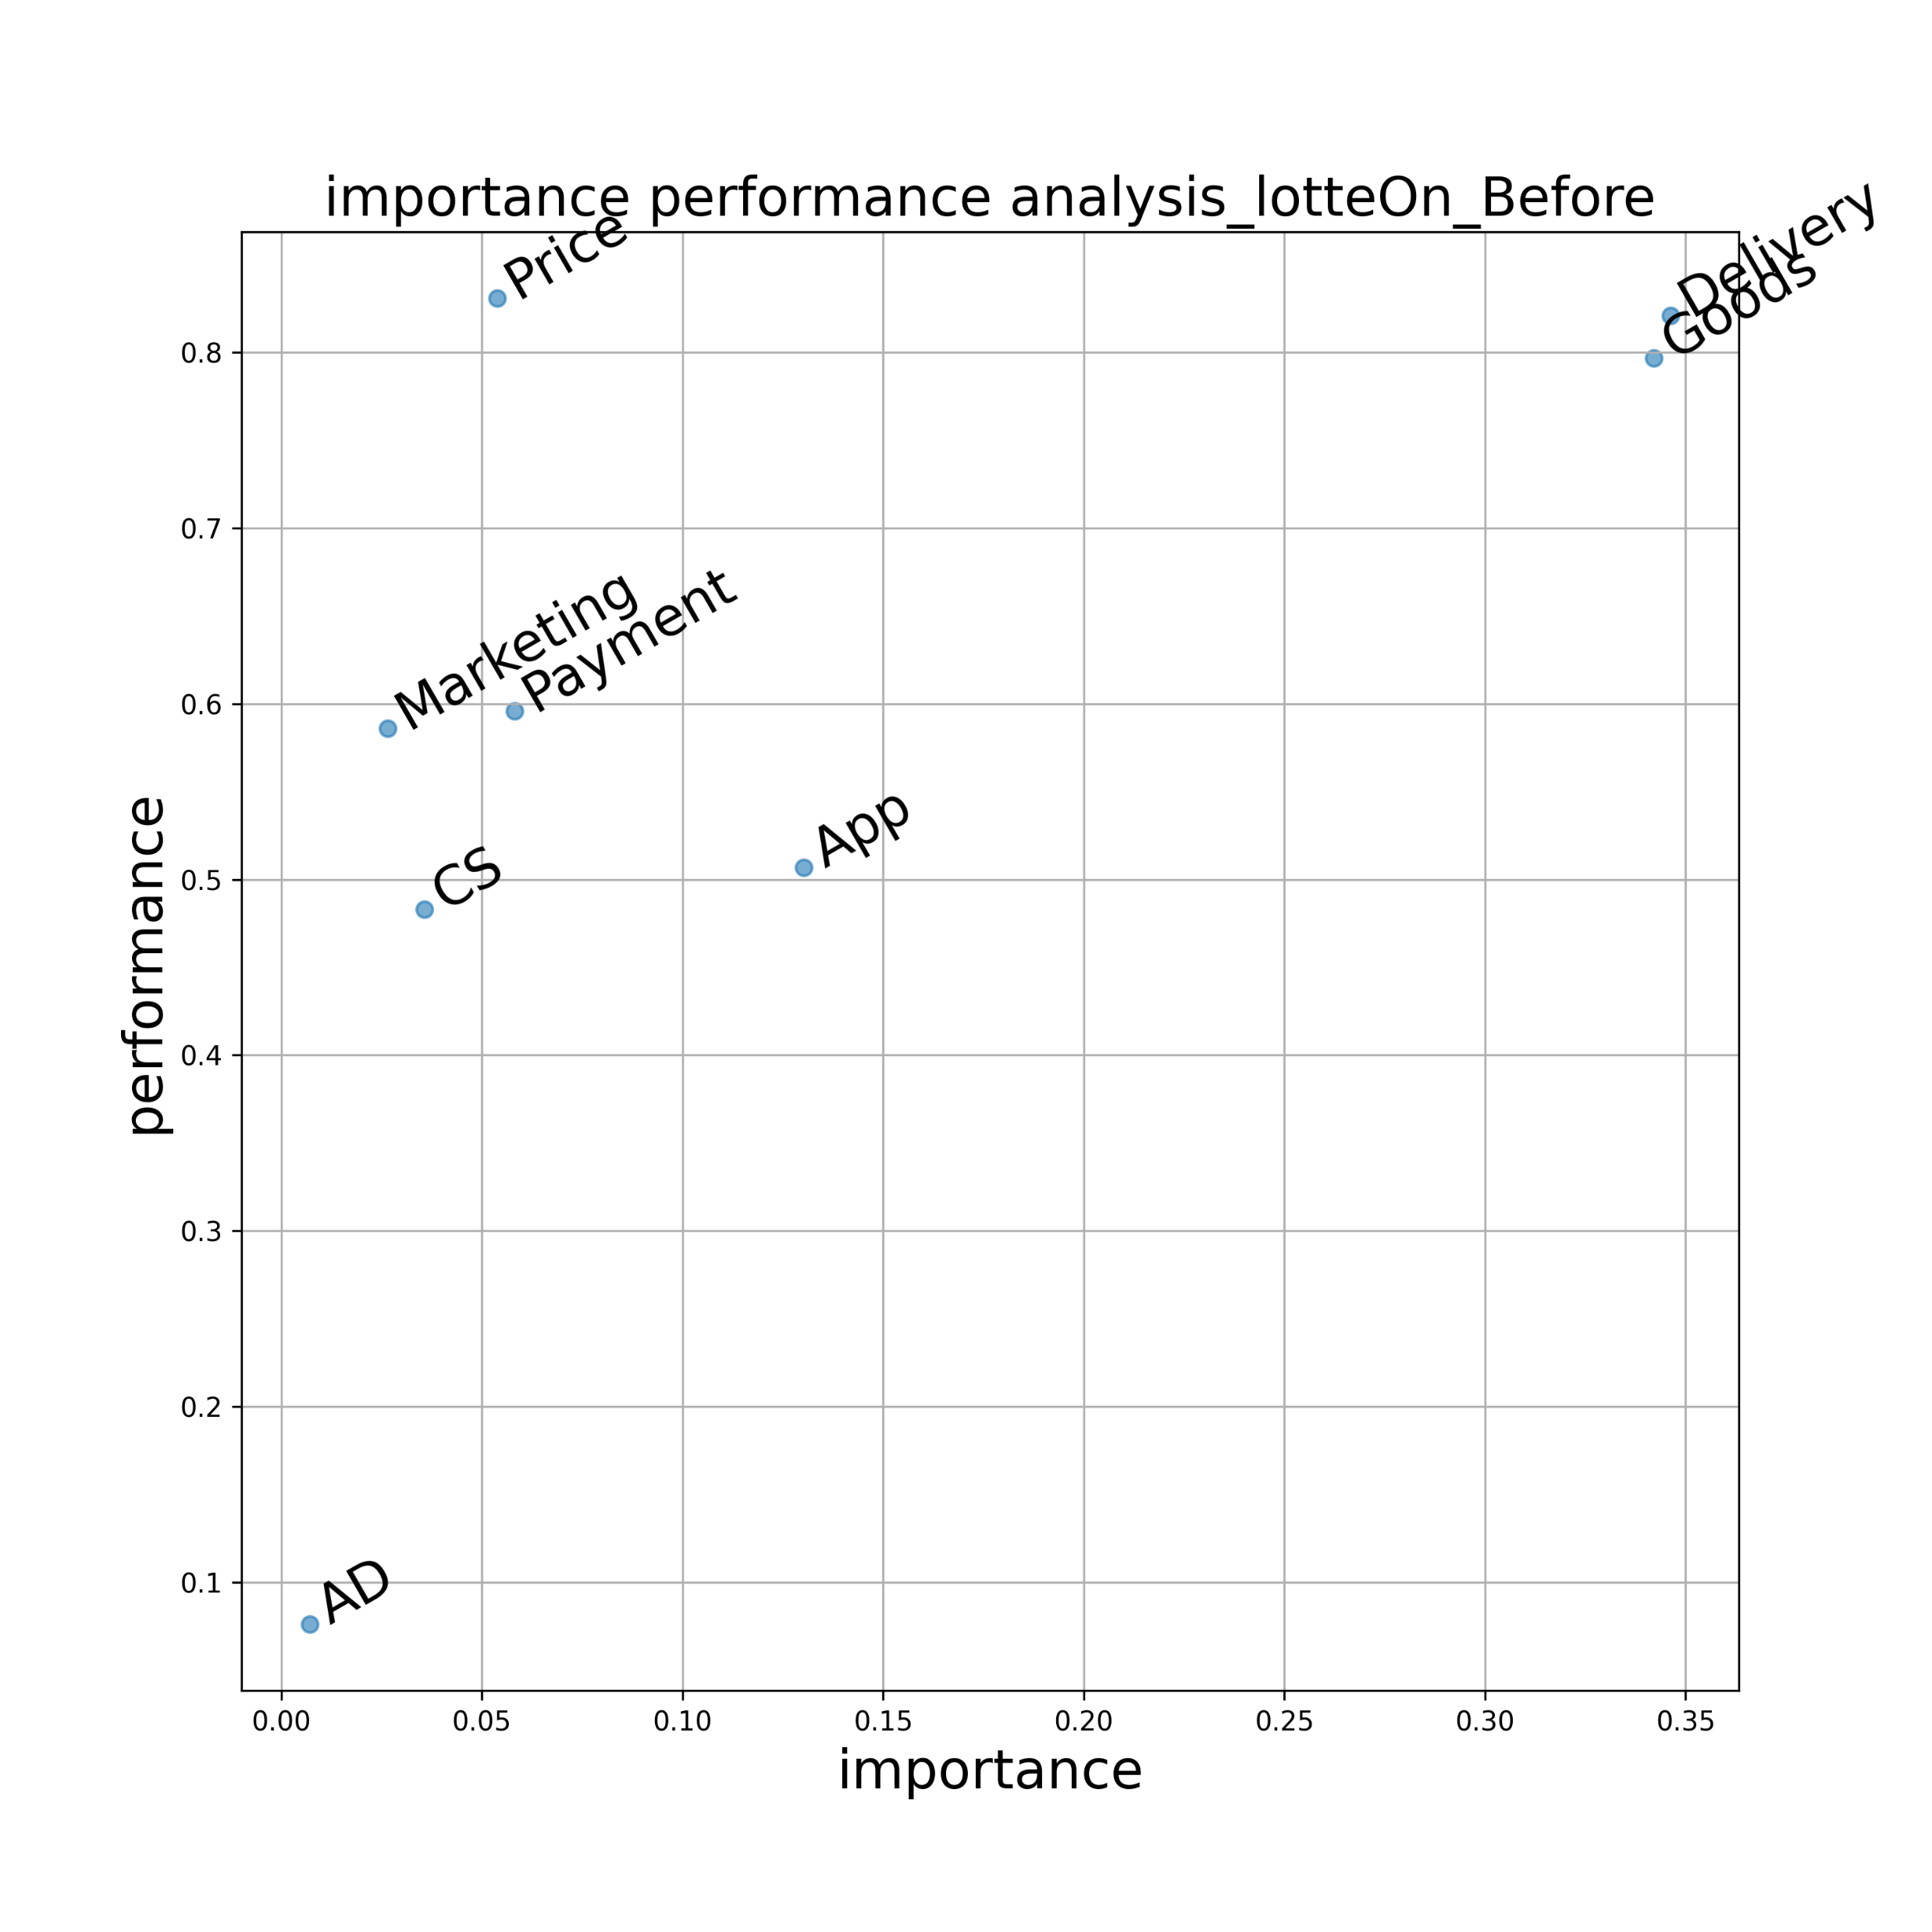 importance performance analysis_lotteOn_Before
Price
Delivery
Goods
Marketing
Payment
App
CS
AD
performance
0.8
0.7
0.6
0.5
0.4
0.3
0.2
0.1
0.00 0.05 0.10 0.15 0.20 0.25 0.30 0.35
importance